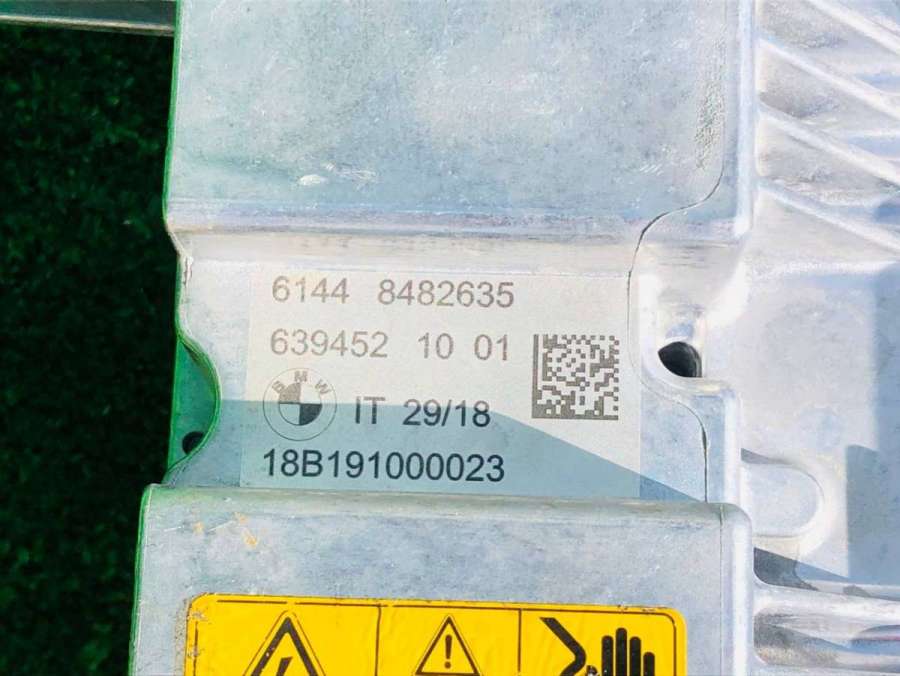 6144 8482635
639452 10 01
BMW IT 29/18
18B191000023